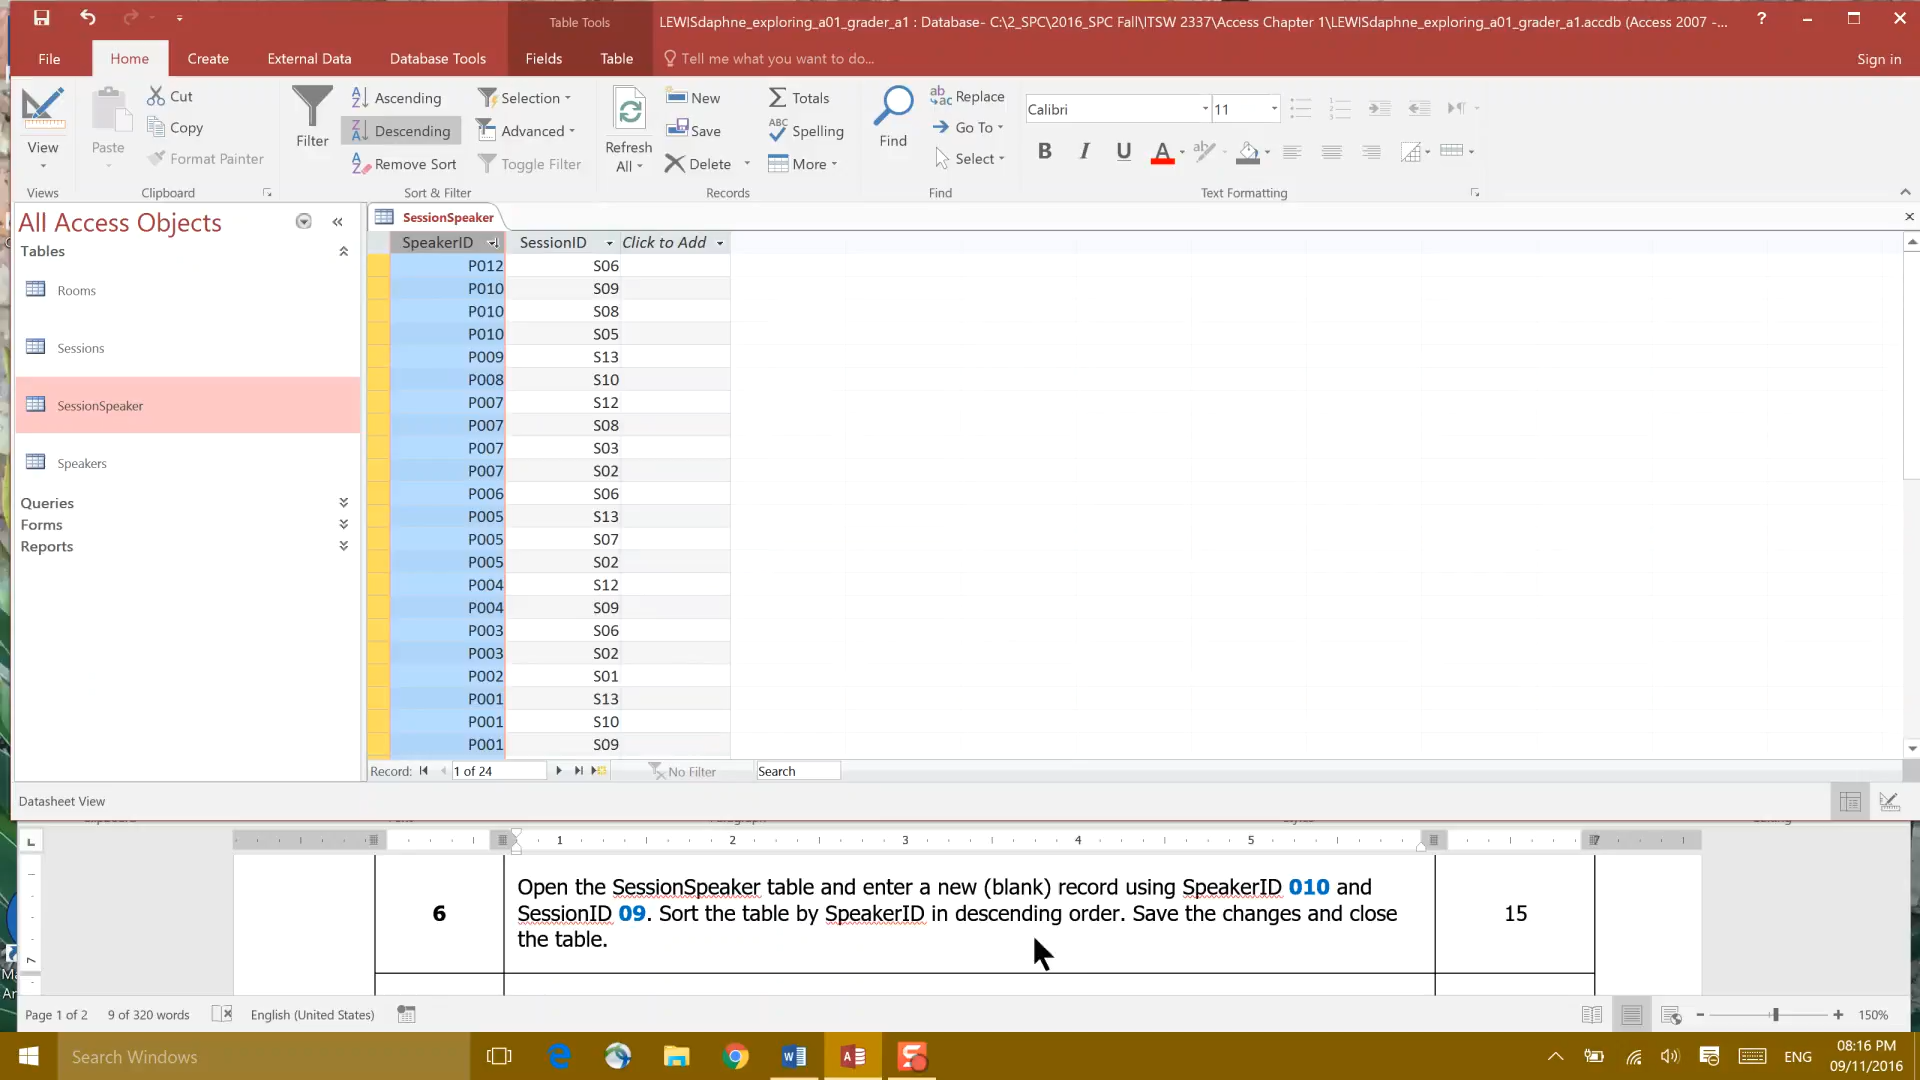 Table Tools
LEWISdaphne_exploring_a01_grader_a1 : Database- C:\2_SPC\2016_SPC Fall\ITSW 2337\Access Chapter 1\LEWISdaphne_exploring_a01_grader_a1.accdb (Access 2007 -...
?
File
Home
Create
External Data
Database Tools
Fields
Table
Tell me what you want to do...
Sign in
View
Views
Paste
Cut
Copy
Format Painter
Clipboard
Filter
Ascending
Descending
Remove Sort
Selection
Advanced
Toggle Filter
Sort & Filter
Refresh
All
New
Save
Delete
Totals
Spelling
More
Records
Find
Replace
Go To
Select
Find
Calibri
11
B I U A
Text Formatting
All Access Objects
Tables
Rooms
Sessions
SessionSpeaker
Speakers
Queries
Forms
Reports
SessionSpeaker
SpeakerID SessionID Click to Add
P012 S06
P010 S09
P010 S08
P010 S05
P009 S13
P008 S10
P007 S12
P007 S08
P007 S03
P007 S02
P006 S06
P005 S13
P005 S07
P005 S02
P004 S12
P004 S09
P003 S06
P003 S02
P002 S01
P001 S13
P001 S10
P001 S09
Record: 1 of 24 No Filter Search
Datasheet View
1 2 3 4 5 7
6
Open the SessionSpeaker table and enter a new (blank) record using SpeakerID 010 and
SessionID 09. Sort the table by SpeakerID in descending order. Save the changes and close
the table.
15
Page 1 of 2
9 of 320 words
English (United States)
150%
Search Windows
ENG
08:16 PM
09/11/2016